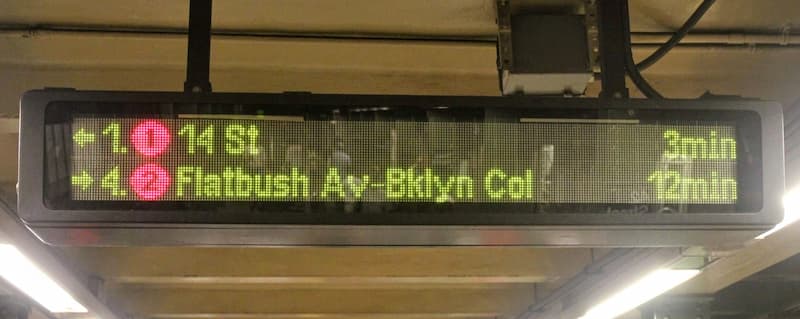 ← 1. 1 14 St 3min
→ 4. 2 Flatbush Av-Bklyn Col 12min